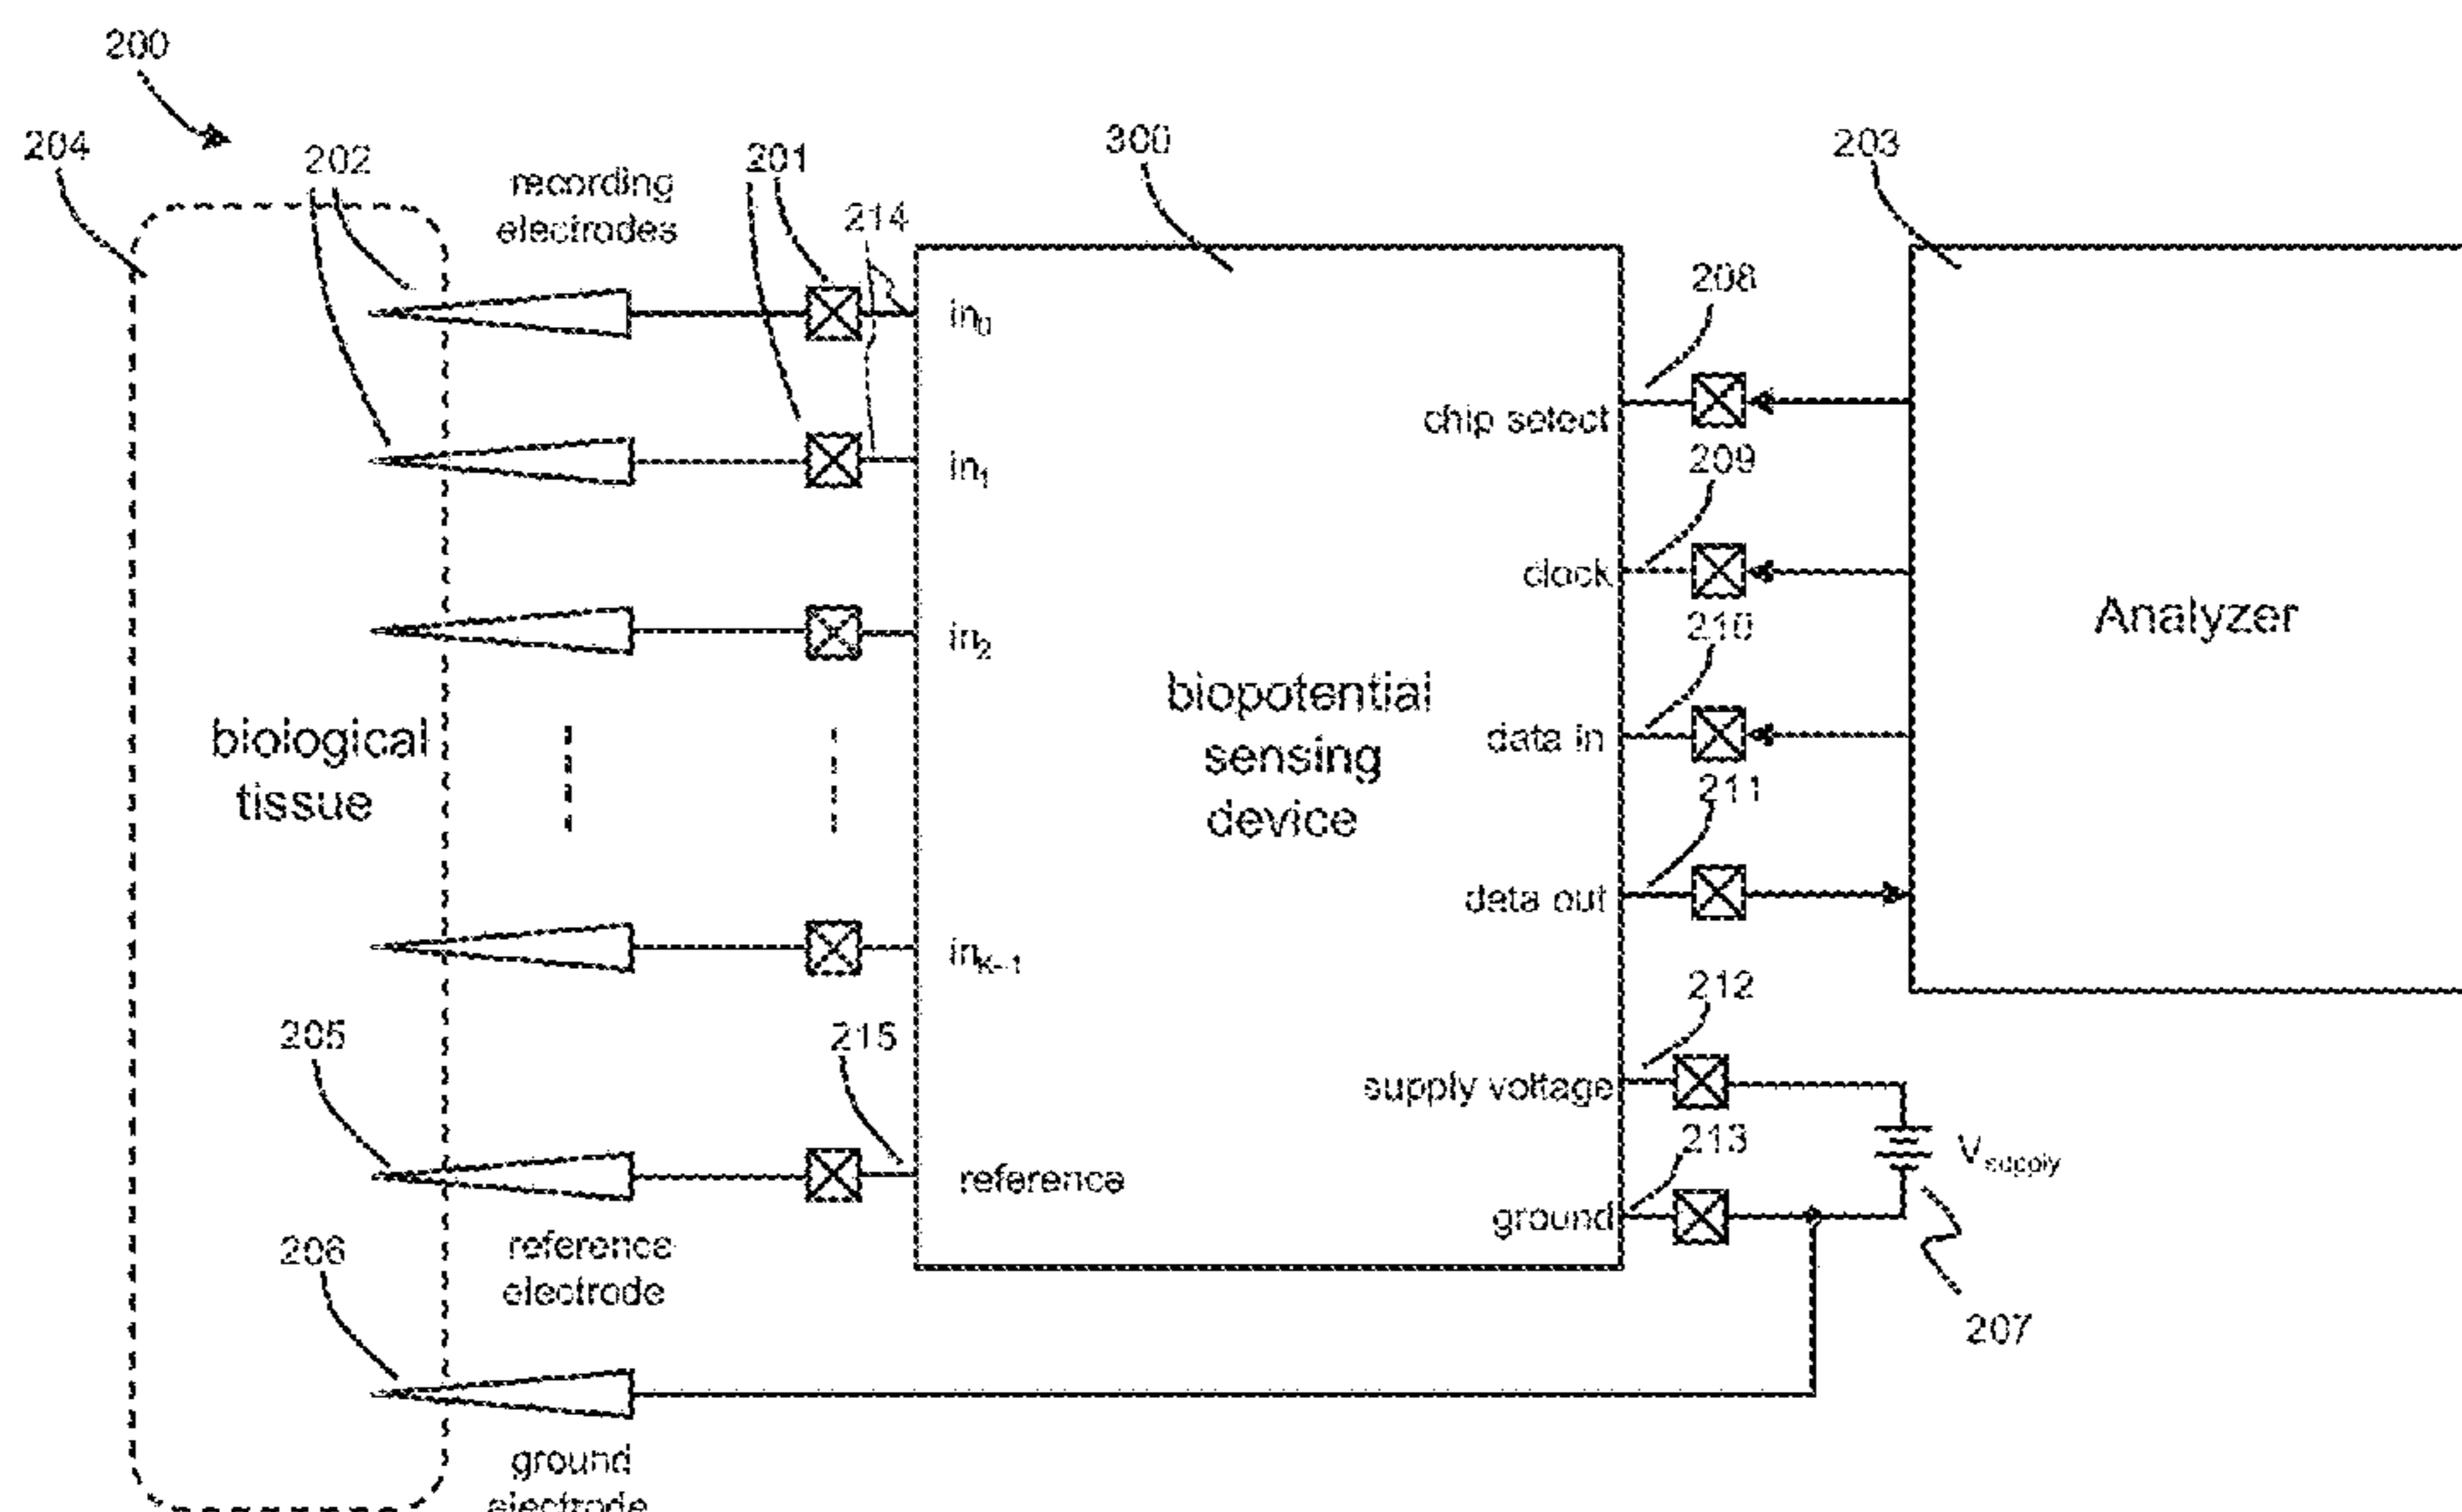 200
204
202
recording
electrodes
201
214
300
203
in0
208
in1
chip select
209
clock
in2
210
Analyzer
biopotential
sensing
device
biological
tissue
data in
211
data out
inK-1
212
205
215
supply voltage
213
Vsupply
reference
ground
206
reference
electrode
207
ground
electrode